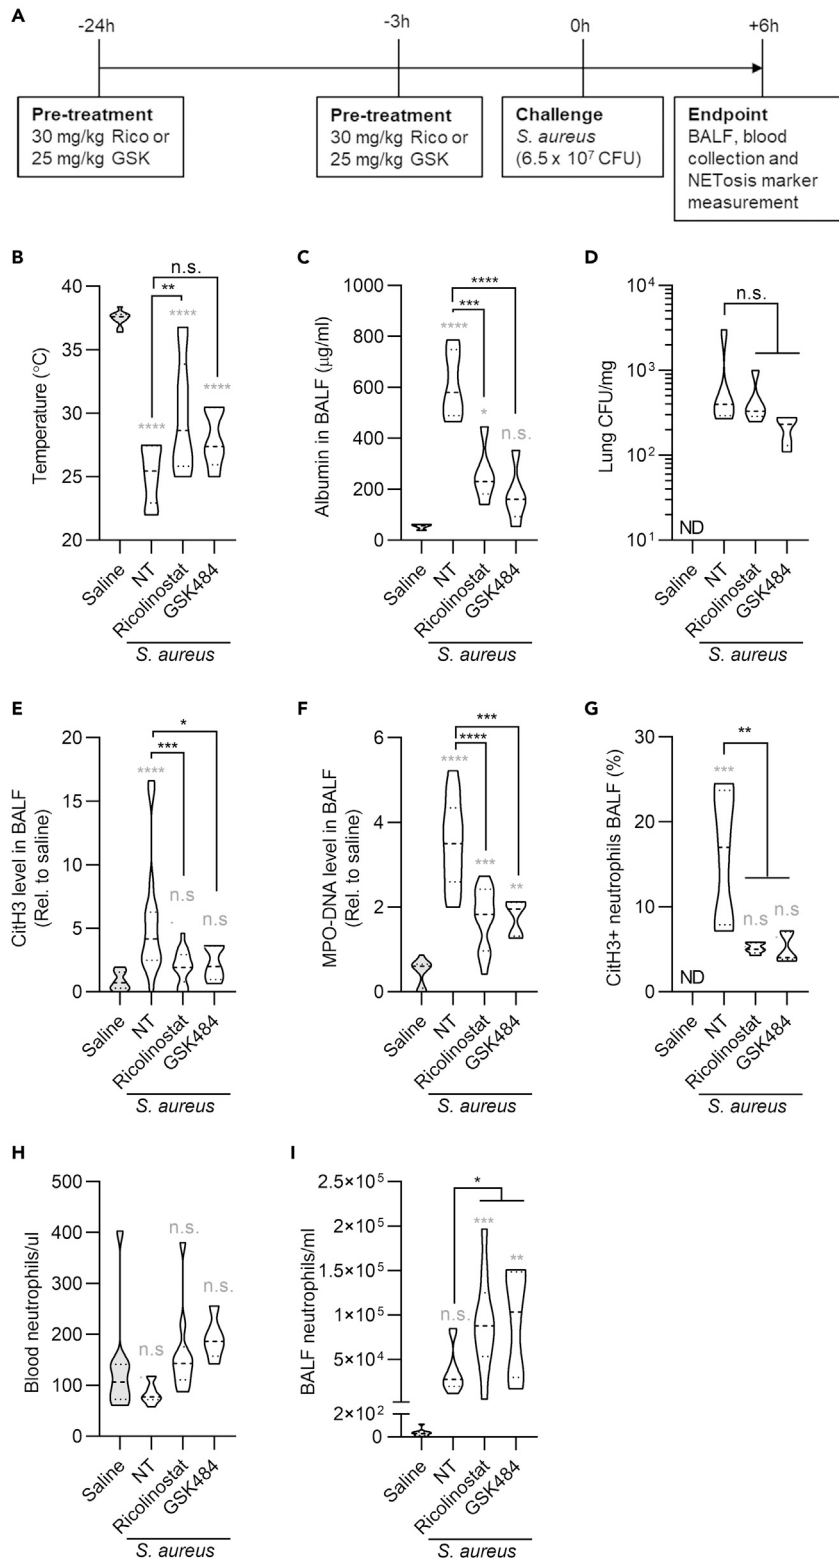 A
-24h
-3h
0h
+6h
Pre-treatment
30 mg/kg Rico or
25 mg/kg GSK
Pre-treatment
30 mg/kg Rico or
25 mg/kg GSK
Challenge
S. aureus
(6.5 x 10⁷ CFU)
Endpoint
BALF, blood
collection and
NETosis marker
measurement
B
Temperature (°C)
40
35
30
25
20
n.s.
**
****
****
****
Saline
NT
Ricolinostat
GSK484
S. aureus
C
Albumin in BALF (µg/ml)
1000
800
600
400
200
0
****
***
****
*
n.s.
Saline
NT
Ricolinostat
GSK484
S. aureus
D
Lung CFU/mg
10⁴
10³
10²
10¹
n.s.
ND
Saline
NT
Ricolinostat
GSK484
S. aureus
E
CitH3 level in BALF
(Rel. to saline)
20
15
10
5
0
*
***
****
n.s
n.s
Saline
NT
Ricolinostat
GSK484
S. aureus
F
MPO-DNA level in BALF
(Rel. to saline)
6
4
2
0
***
****
****
***
**
Saline
NT
Ricolinostat
GSK484
S. aureus
G
CitH3+ neutrophils BALF (%)
30
20
10
0
**
***
n.s
n.s
ND
Saline
NT
Ricolinostat
GSK484
S. aureus
H
Blood neutrophils/ul
500
400
300
200
100
0
n.s
n.s.
n.s.
Saline
NT
Ricolinostat
GSK484
S. aureus
I
BALF neutrophils/ml
2.5×10⁵
2×10⁵
1.5×10⁵
1×10⁵
5×10⁴
2×10²
0
*
n.s.
***
**
Saline
NT
Ricolinostat
GSK484
S. aureus